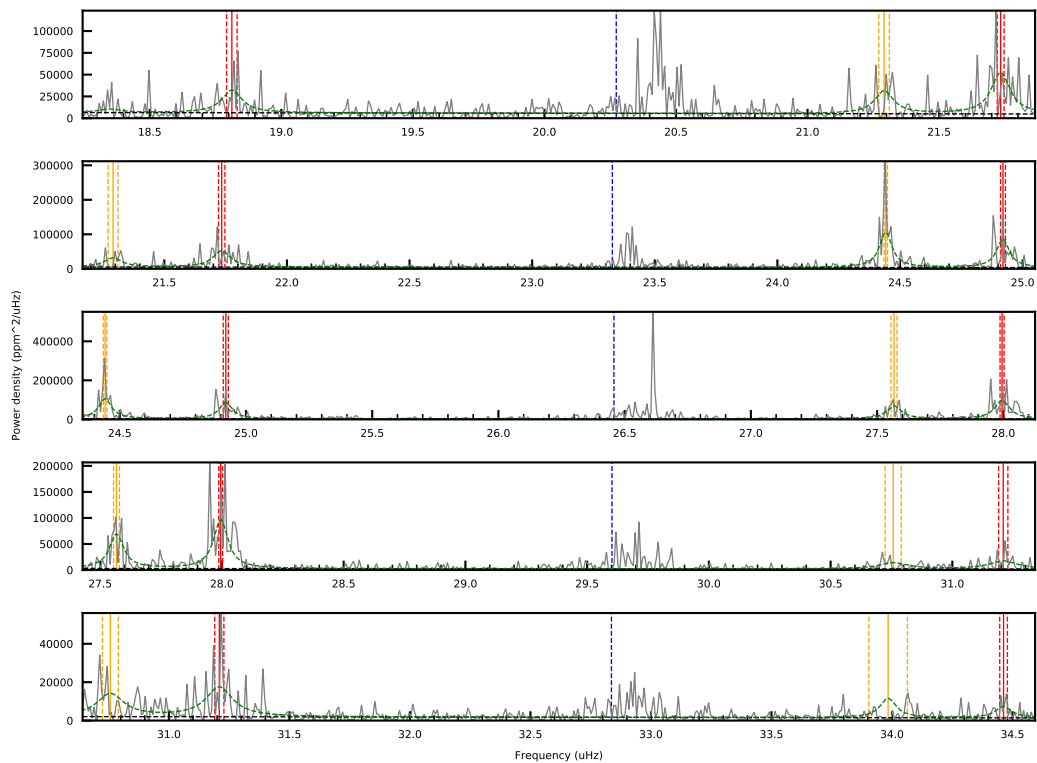 100000
75000
50000
25000
0
18.5 19.0 19.5 20.0 20.5 21.0 21.5
300000
200000
100000
0
21.5 22.0 22.5 23.0 23.5 24.0 24.5 25.0
Power density (ppm^2/uHz)
400000
200000
0
24.5 25.0 25.5 26.0 26.5 27.0 27.5 28.0
200000
150000
100000
50000
0
27.5 28.0 28.5 29.0 29.5 30.0 30.5 31.0
40000
20000
0
31.0 31.5 32.0 32.5 33.0 33.5 34.0 34.5
Frequency (uHz)